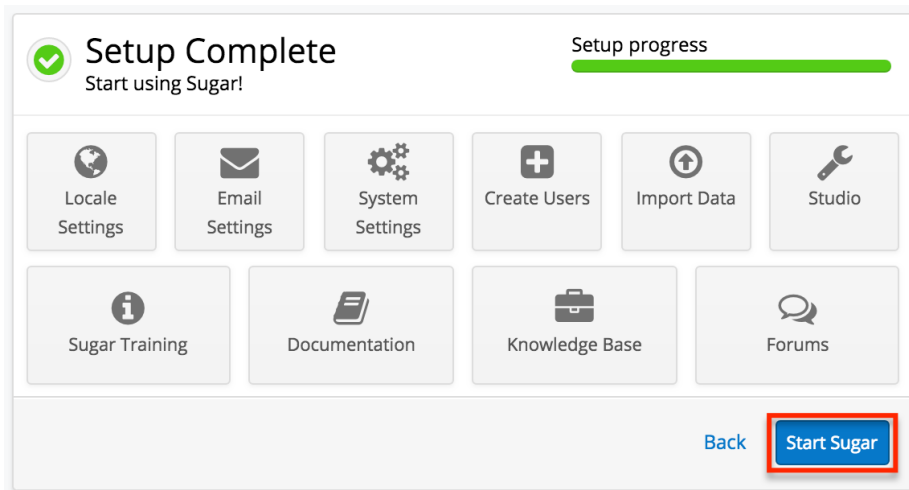 Setup Complete
Setup progress
Start using Sugar!
Locale
Settings
Email
Settings
System
Settings
Create Users
Import Data
Studio
Sugar Training
Documentation
Knowledge Base
Forums
Back
Start Sugar